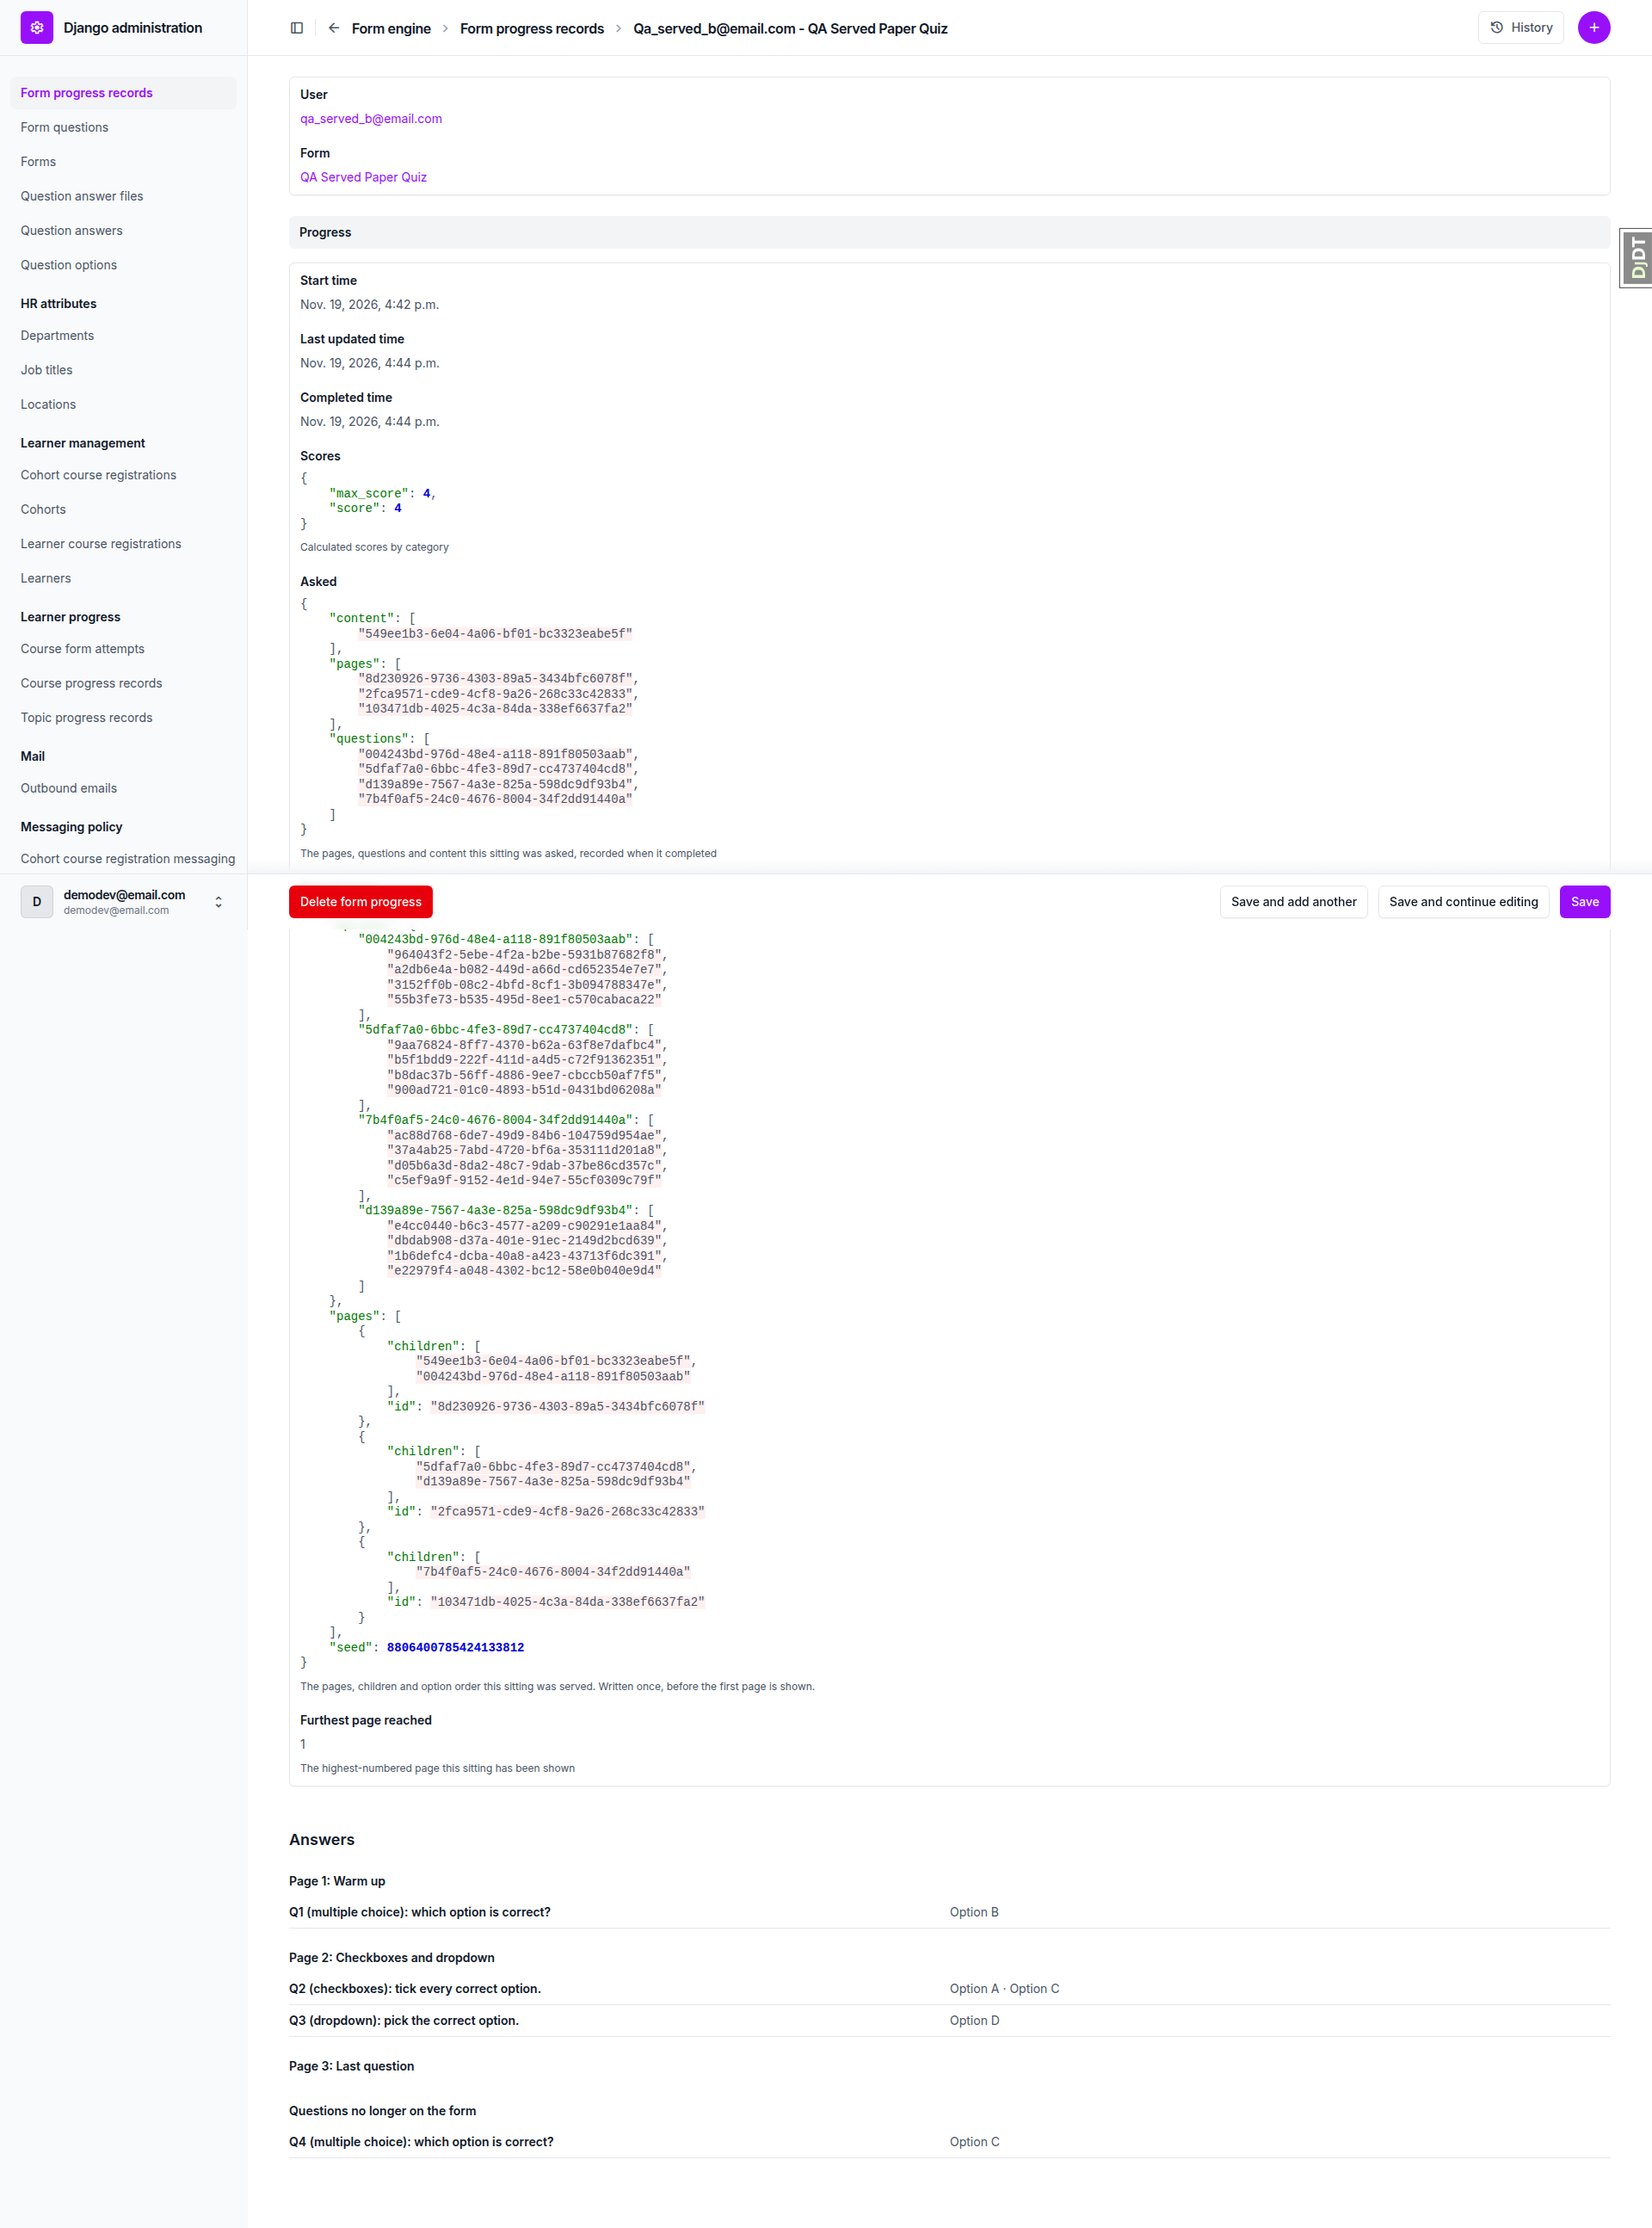 Django administration
Form engine › Form progress records › Qa_served_b@email.com - QA Served Paper Quiz
History
Form progress records
Form questions
Forms
Question answer files
Question answers
Question options
HR attributes
Departments
Job titles
Locations
Learner management
Cohort course registrations
Cohorts
Learner course registrations
Learners
Learner progress
Course form attempts
Course progress records
Topic progress records
Mail
Outbound emails
Messaging policy
Cohort course registration messaging
D
demodev@email.com
demodev@email.com
User
qa_served_b@email.com
Form
QA Served Paper Quiz
Progress
DjDT
Start time
Nov. 19, 2026, 4:42 p.m.
Last updated time
Nov. 19, 2026, 4:44 p.m.
Completed time
Nov. 19, 2026, 4:44 p.m.
Scores
{
"max_score": 4,
"score": 4
}
Calculated scores by category
Asked
{
"content": [
"549ee1b3-6e04-4a06-bf01-bc3323eabe5f"
],
"pages": [
"8d230926-9736-4303-89a5-3434bfc6078f",
"2fca9571-cde9-4cf8-9a26-268c33c42833",
"103471db-4025-4c3a-84da-338ef6637fa2"
],
"questions": [
"004243bd-976d-48e4-a118-891f80503aab",
"5dfaf7a0-6bbc-4fe3-89d7-cc4737404cd8",
"d139a89e-7567-4a3e-825a-598dc9df93b4",
"7b4f0af5-24c0-4676-8004-34f2dd91440a"
]
}
The pages, questions and content this sitting was asked, recorded when it completed
Delete form progress
Save and add another
Save and continue editing
Save
"004243bd-976d-48e4-a118-891f80503aab": [
"964043f2-5ebe-4f2a-b2be-5931b87682f8",
"a2db6e4a-b082-449d-a66d-cd652354e7e7",
"3152ff0b-08c2-4bfd-8cf1-3b094788347e",
"55b3fe73-b535-495d-8ee1-c570cabaca22"
],
"5dfaf7a0-6bbc-4fe3-89d7-cc4737404cd8": [
"9aa76824-8ff7-4370-b62a-63f8e7dafbc4",
"b5f1bdd9-222f-411d-a4d5-c72f91362351",
"b8dac37b-56ff-4886-9ee7-cbccb50af7f5",
"900ad721-01c0-4893-b51d-0431bd06208a"
],
"7b4f0af5-24c0-4676-8004-34f2dd91440a": [
"ac88d768-6de7-49d9-84b6-104759d954ae",
"37a4ab25-7abd-4720-bf6a-353111d201a8",
"d05b6a3d-8da2-48c7-9dab-37be86cd357c",
"c5ef9a9f-9152-4e1d-94e7-55cf0309c79f"
],
"d139a89e-7567-4a3e-825a-598dc9df93b4": [
"e4cc0440-b6c3-4577-a209-c90291e1aa84",
"dbdab908-d37a-401e-91ec-2149d2bcd639",
"1b6defc4-dcba-40a8-a423-43713f6dc391",
"e22979f4-a048-4302-bc12-58e0b040e9d4"
]
},
"pages": [
{
"children": [
"549ee1b3-6e04-4a06-bf01-bc3323eabe5f",
"004243bd-976d-48e4-a118-891f80503aab"
],
"id": "8d230926-9736-4303-89a5-3434bfc6078f"
},
{
"children": [
"5dfaf7a0-6bbc-4fe3-89d7-cc4737404cd8",
"d139a89e-7567-4a3e-825a-598dc9df93b4"
],
"id": "2fca9571-cde9-4cf8-9a26-268c33c42833"
},
{
"children": [
"7b4f0af5-24c0-4676-8004-34f2dd91440a"
],
"id": "103471db-4025-4c3a-84da-338ef6637fa2"
}
],
"seed": 8806400785424133812
}
The pages, children and option order this sitting was served. Written once, before the first page is shown.
Furthest page reached
1
The highest-numbered page this sitting has been shown
Answers
Page 1: Warm up
Q1 (multiple choice): which option is correct? Option B
Page 2: Checkboxes and dropdown
Q2 (checkboxes): tick every correct option. Option A · Option C
Q3 (dropdown): pick the correct option. Option D
Page 3: Last question
Questions no longer on the form
Q4 (multiple choice): which option is correct? Option C